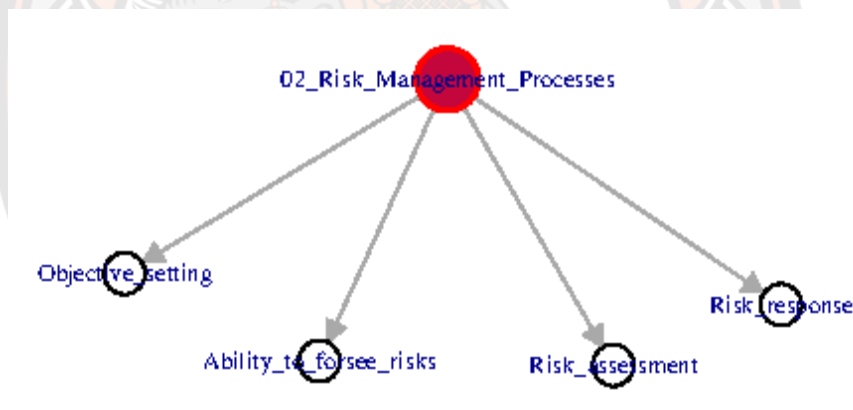 02_Risk_Management_Processes
Objective_setting
Risk_response
Ability_to_forsee_risks
Risk_assessment